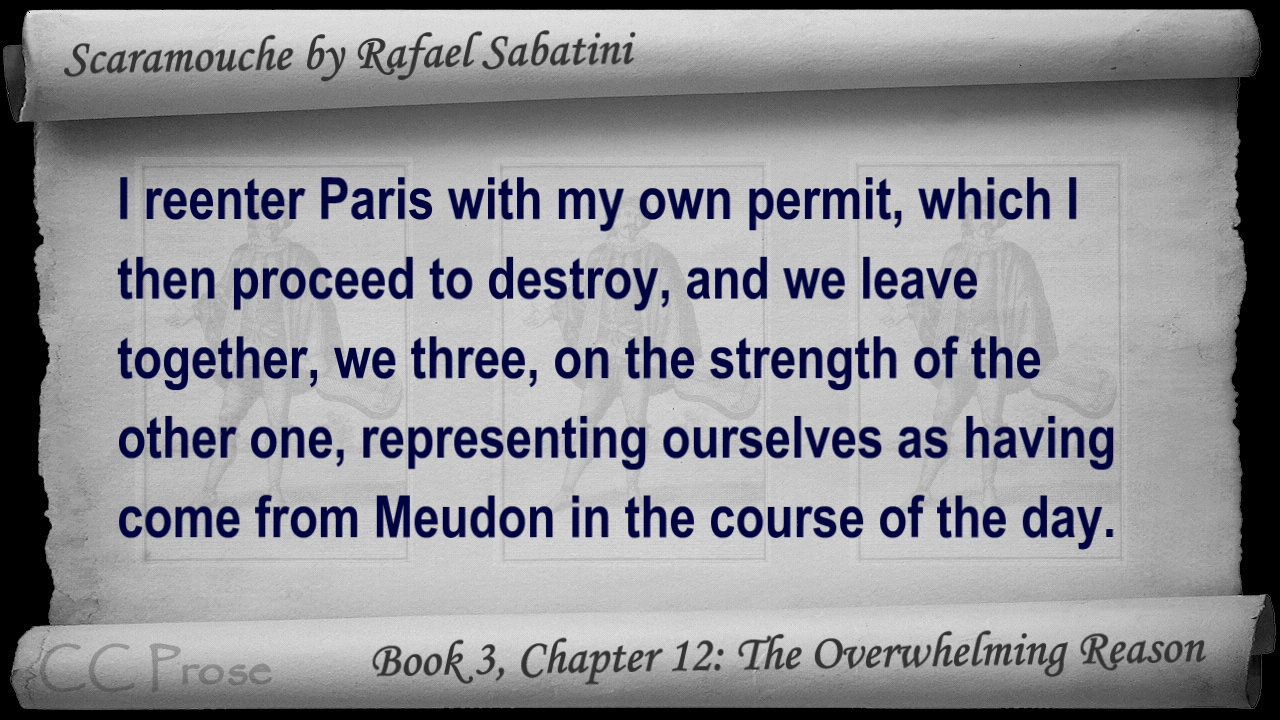 Scaramouche by Rafael Sabatini
I reenter Paris with my own permit, which I
then proceed to destroy, and we leave
together, we three, on the strength of the
other one, representing ourselves as having
come from Meudon in the course of the day.
CC Prose
Book 3, Chapter 12: The Overwhelming Reason